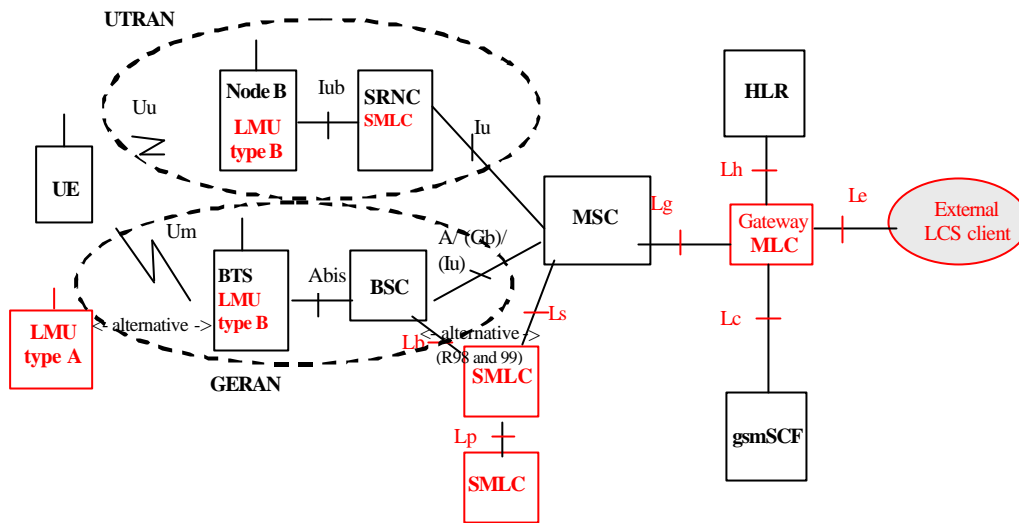 UTRAN
Node B
LMU
type B
Iub
SRNC
SMLC
Uu
Iu
UE
HLR
Lh
MSC
Lg
Gateway
MLC
Le
External
LCS client
Um
BTS
LMU
type B
Abis
BSC
A/ (Gb)/
(Iu)
Ls
Lc
LMU
type A
<- alternative ->
Lb
<- alternative ->
(R98 and 99)
GERAN
SMLC
Lp
SMLC
gsmSCF